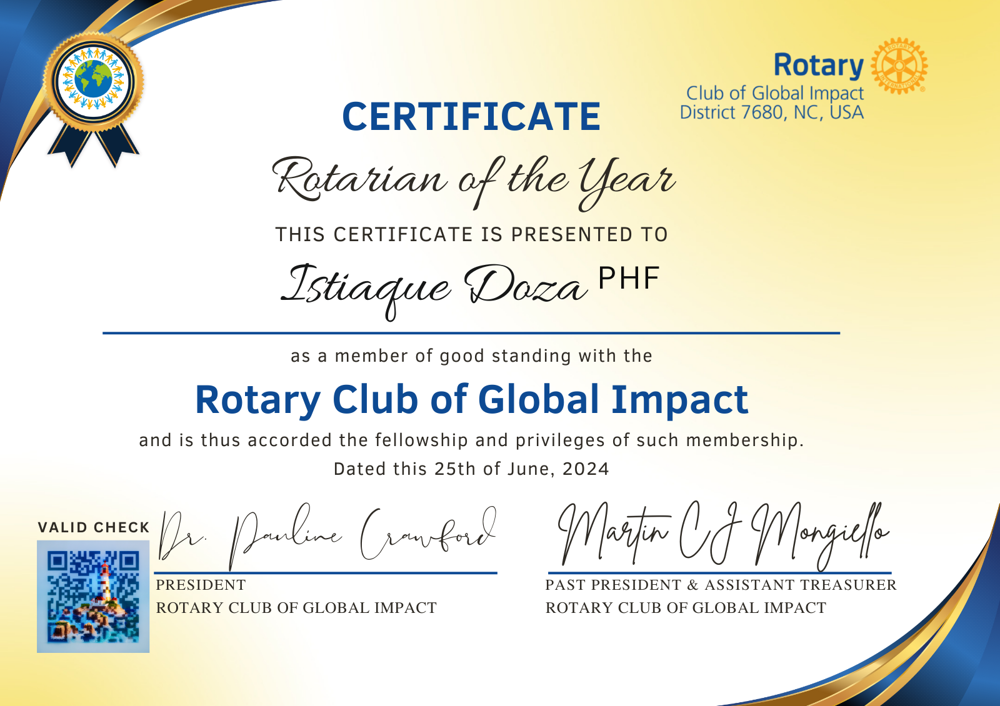 Rotary
Club of Global Impact
District 7680, NC, USA
ROTARY
INTERNATIONAL
®
CERTIFICATE
Rotarian of the Year
THIS CERTIFICATE IS PRESENTED TO
Istiaque Doza PHF
as a member of good standing with the
Rotary Club of Global Impact
and is thus accorded the fellowship and privileges of such membership.
Dated this 25th of June, 2024
VALID CHECK
Dr. Pauline Crawford
PRESIDENT
ROTARY CLUB OF GLOBAL IMPACT
Martin CJ Mongiello
PAST PRESIDENT & ASSISTANT TREASURER
ROTARY CLUB OF GLOBAL IMPACT